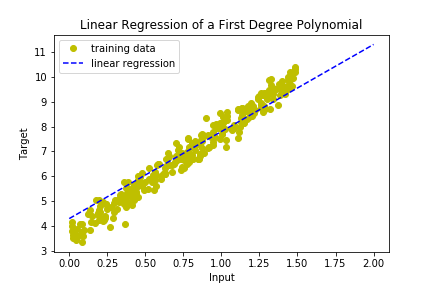 Linear Regression of a First Degree Polynomial
training data
linear regression
11
10
9
8
7
6
5
4
3
Target
0.00 0.25 0.50 0.75 1.00 1.25 1.50 1.75 2.00
Input